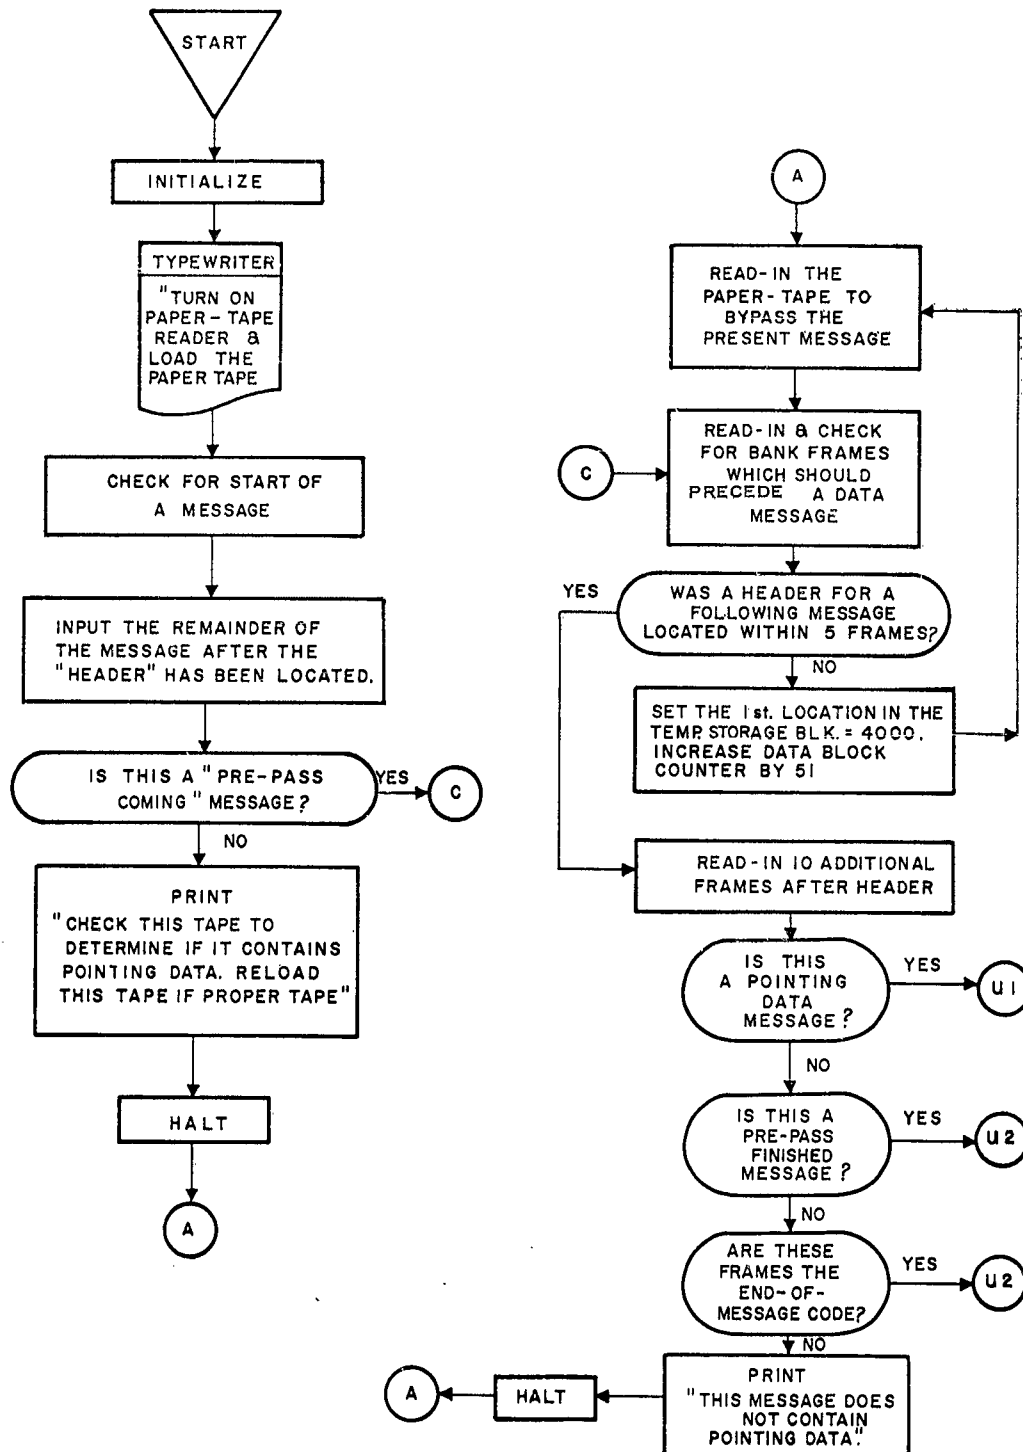 START
INITIALIZE
TYPEWRITER
"TURN ON
PAPER-TAPE
READER &
LOAD THE
PAPER TAPE
CHECK FOR START OF
A MESSAGE
INPUT THE REMAINDER OF
THE MESSAGE AFTER THE
"HEADER" HAS BEEN LOCATED.
IS THIS A "PRE-PASS
COMING" MESSAGE?
YES
C
NO
PRINT
"CHECK THIS TAPE TO
DETERMINE IF IT CONTAINS
POINTING DATA. RELOAD
THIS TAPE IF PROPER TAPE"
HALT
A
A
READ-IN THE
PAPER-TAPE TO
BYPASS THE
PRESENT MESSAGE
C
READ-IN & CHECK
FOR BANK FRAMES
WHICH SHOULD
PRECEDE A DATA
MESSAGE
YES
WAS A HEADER FOR A
FOLLOWING MESSAGE
LOCATED WITHIN 5 FRAMES?
NO
SET THE 1st. LOCATION IN THE
TEMP. STORAGE BLK. = 4000.
INCREASE DATA BLOCK
COUNTER BY 51
READ-IN 10 ADDITIONAL
FRAMES AFTER HEADER
IS THIS
A POINTING
DATA
MESSAGE?
YES
U1
NO
IS THIS A
PRE-PASS
FINISHED
MESSAGE?
YES
U2
NO
ARE THESE
FRAMES THE
END-OF-
MESSAGE CODE?
YES
U2
NO
PRINT
"THIS MESSAGE DOES
NOT CONTAIN
POINTING DATA".
HALT
A